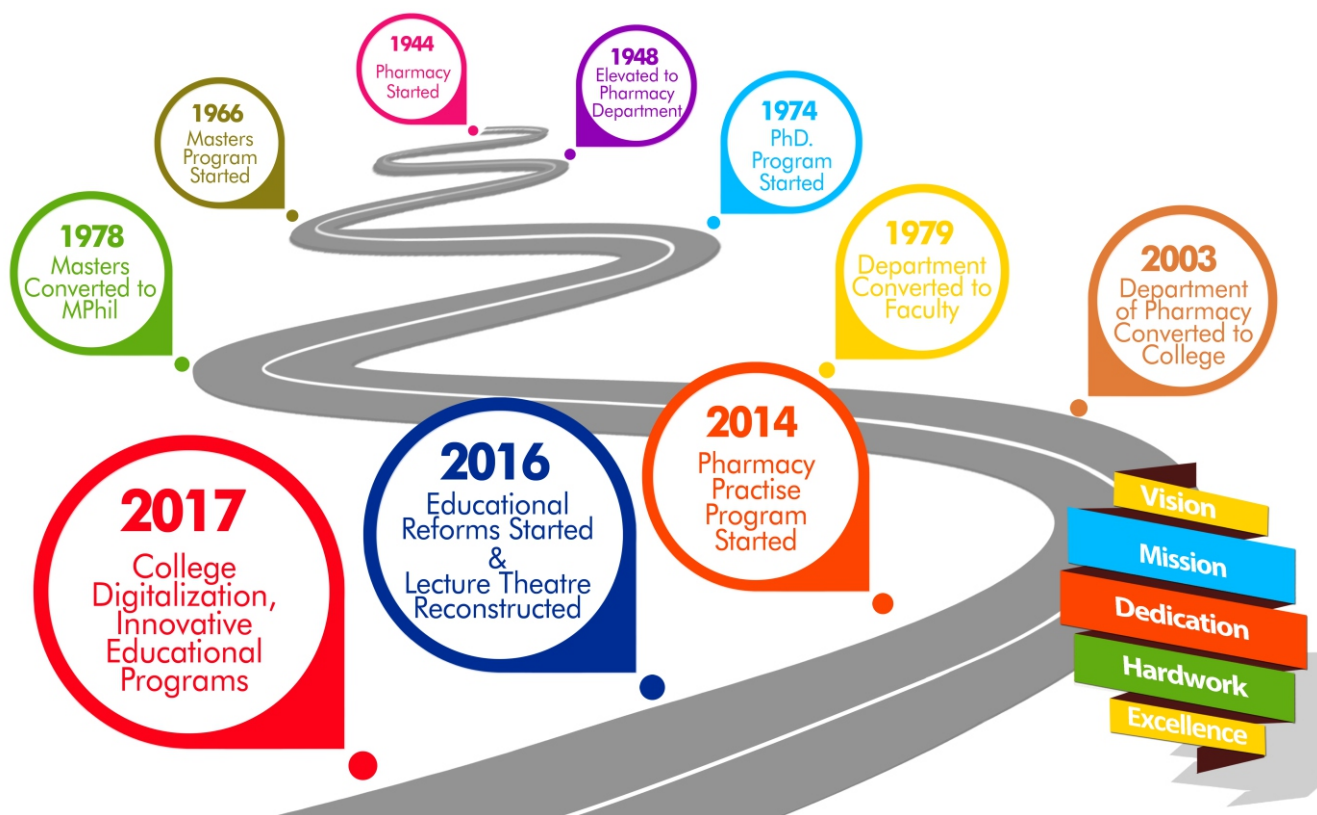 1944
Pharmacy
Started
1948
Elevated to
Pharmacy
Department
1966
Masters
Program
Started
1974
PhD.
Program
Started
1978
Masters
Converted to
MPhil
1979
Department
Converted to
Faculty
2003
Department
of Pharmacy
Converted to
College
2014
Pharmacy
Practise
Program
Started
2016
Educational
Reforms Started
&
Lecture Theatre
Reconstructed
2017
College
Digitalization,
Innovative
Educational
Programs
Vision
Mission
Dedication
Hardwork
Excellence